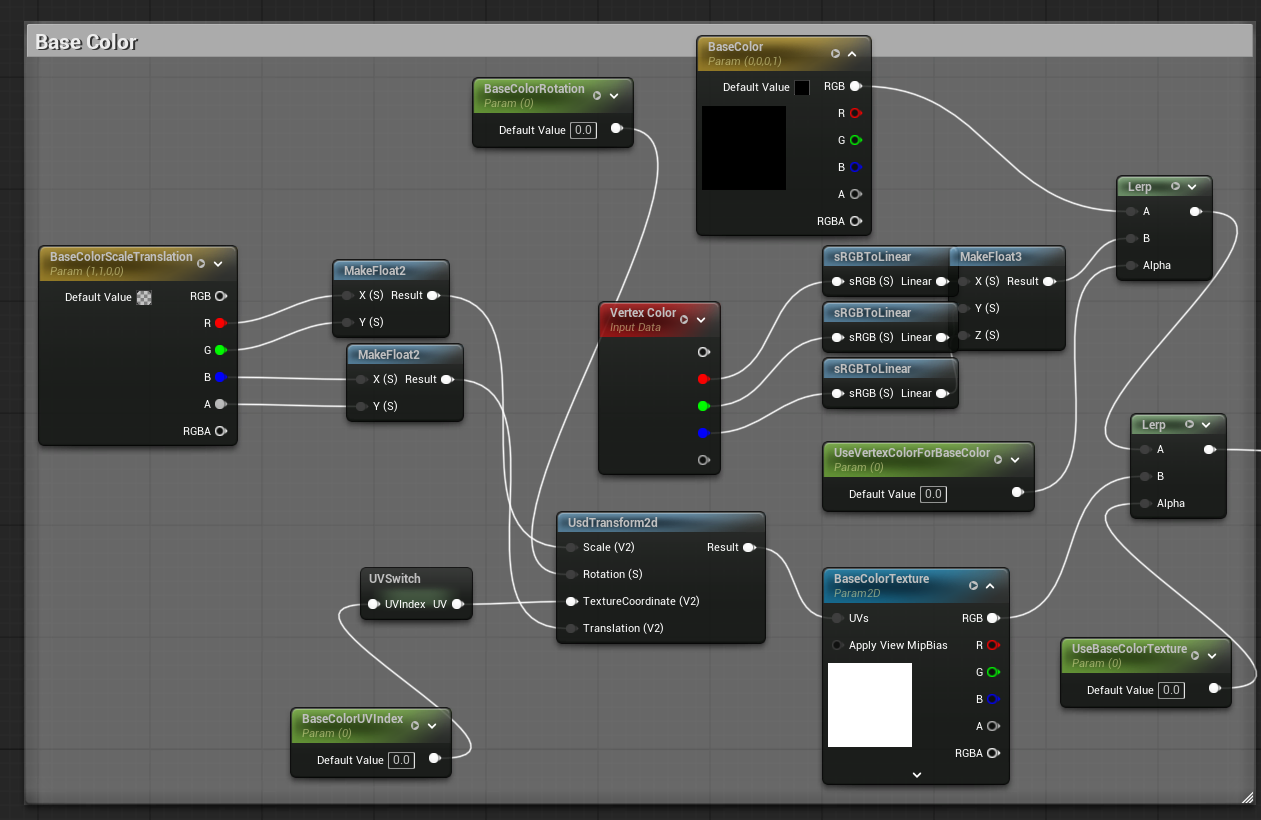 Base Color
BaseColor
Param (0,0,0,1)
Default Value
RGB
R
G
B
A
RGBA
BaseColorRotation
Param (0)
Default Value 0.0
Lerp
A
B
Alpha
BaseColorScaleTranslation
Param (1,1,0,0)
Default Value
RGB
R
G
B
A
RGBA
MakeFloat2
X (S) Result
Y (S)
MakeFloat2
X (S) Result
Y (S)
Vertex Color
Input Data
sRGBToLinear
sRGB (S) Linear
sRGBToLinear
sRGB (S) Linear
sRGBToLinear
sRGB (S) Linear
MakeFloat3
X (S) Result
Y (S)
Z (S)
UseVertexColorForBaseColor
Param (0)
Default Value 0.0
Lerp
A
B
Alpha
UsdTransform2d
Scale (V2) Result
Rotation (S)
TextureCoordinate (V2)
Translation (V2)
UVSwitch
UVIndex UV
BaseColorTexture
Param2D
UVs RGB
Apply View MipBias R
G
B
A
RGBA
UseBaseColorTexture
Param (0)
Default Value 0.0
BaseColorUVIndex
Param (0)
Default Value 0.0